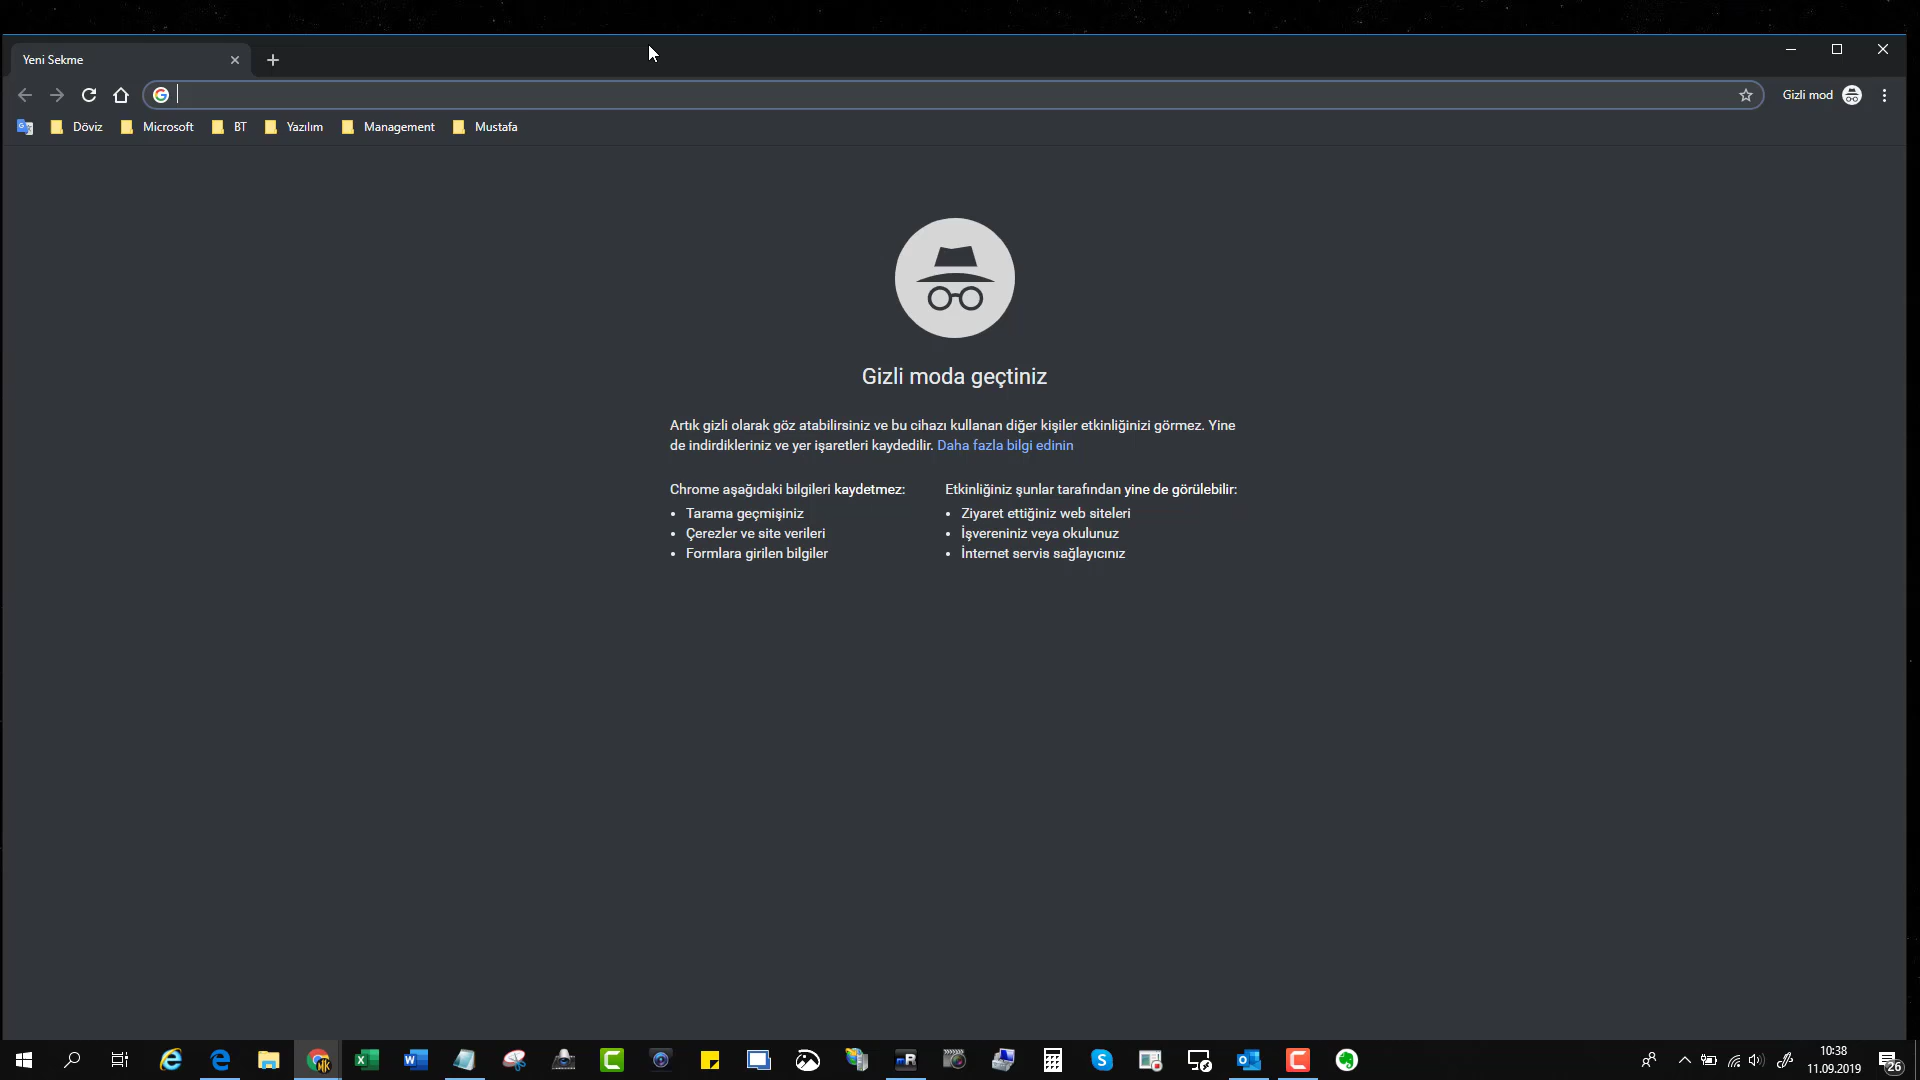 Yeni Sekme
Gizli mod
Döviz Microsoft BT Yazılım Management Mustafa
Gizli moda geçtiniz
Artık gizli olarak göz atabilirsiniz ve bu cihazı kullanan diğer kişiler etkinliğinizi görmez. Yine
de indirdikleriniz ve yer işaretleri kaydedilir. Daha fazla bilgi edinin
Chrome aşağıdaki bilgileri kaydetmez:
• Tarama geçmişiniz
• Çerezler ve site verileri
• Formlara girilen bilgiler
Etkinliğiniz şunlar tarafından yine de görülebilir:
• Ziyaret ettiğiniz web siteleri
• İşvereniniz veya okulunuz
• İnternet servis sağlayıcınız
10:38
11.09.2019
26